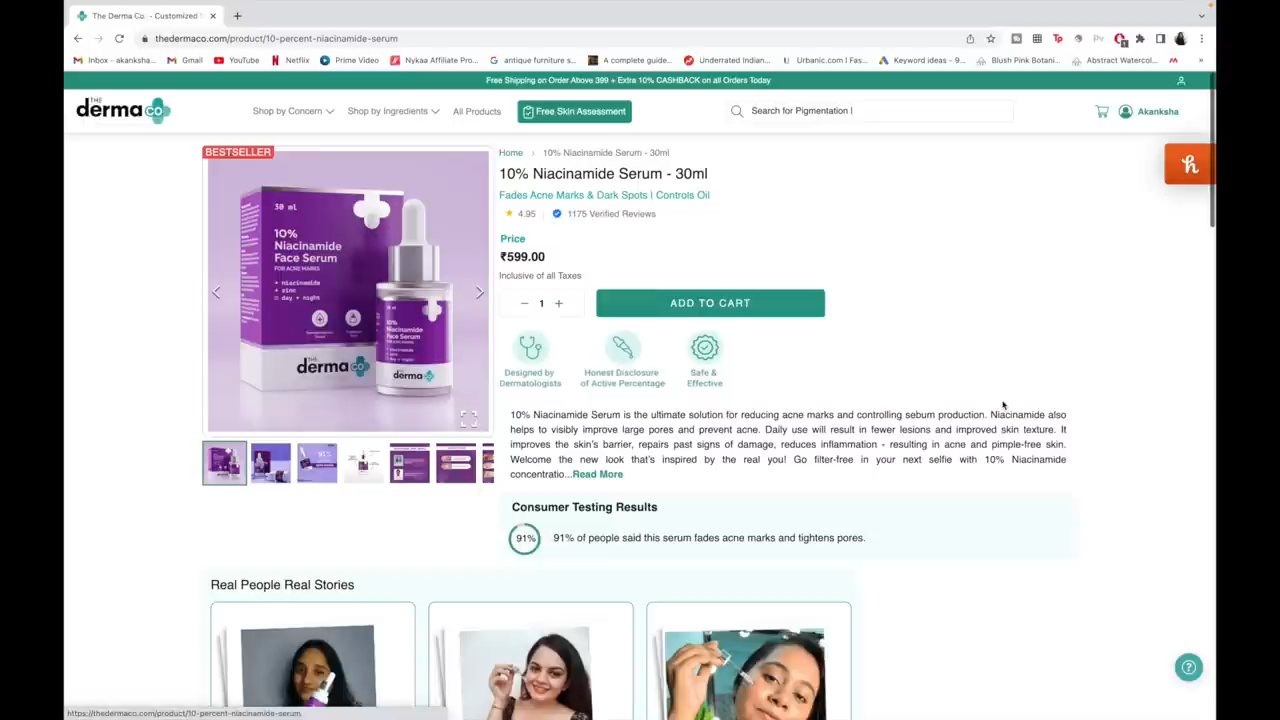 The Derma Co. - Customized
thedermaco.com/product/10-percent-niacinamide-serum
Inbox - akanksha... Gmail YouTube Netflix Prime Video Nykaa Affiliate Pro... antique furniture s... A complete guide... Underrated Indian... Urbanic.com I Fas... Keyword ideas - 9... Blush Pink Botani... Abstract Watercol...
Free Shipping on Order Above 399 + Extra 10% CASHBACK on all Orders Today
THE derma co
Shop by Concern Shop by Ingredients All Products Free Skin Assessment Search for Pigmentation | Akanksha
BESTSELLER
Home > 10% Niacinamide Serum - 30ml
10% Niacinamide Serum - 30ml
Fades Acne Marks & Dark Spots | Controls Oil
4.95 | 1175 Verified Reviews
Price
₹599.00
Inclusive of all Taxes
− 1 + ADD TO CART
30 ml
10%
Niacinamide
Face Serum
FOR ACNE MARKS
+ niacinamide
+ zinc
= day + night
THE derma co
10%
Niacinamide
Face Serum
derma co
Designed by
Dermatologists
Honest Disclosure
of Active Percentage
Safe &
Effective
10% Niacinamide Serum is the ultimate solution for reducing acne marks and controlling sebum production. Niacinamide also
helps to visibly improve large pores and prevent acne. Daily use will result in fewer lesions and improved skin texture. It
improves the skin's barrier, repairs past signs of damage, reduces inflammation - resulting in acne and pimple-free skin.
Welcome the new look that's inspired by the real you! Go filter-free in your next selfie with 10% Niacinamide
concentratio...Read More
Consumer Testing Results
91% 91% of people said this serum fades acne marks and tightens pores.
Real People Real Stories
https://thedermaco.com/product/10-percent-niacinamide-serum